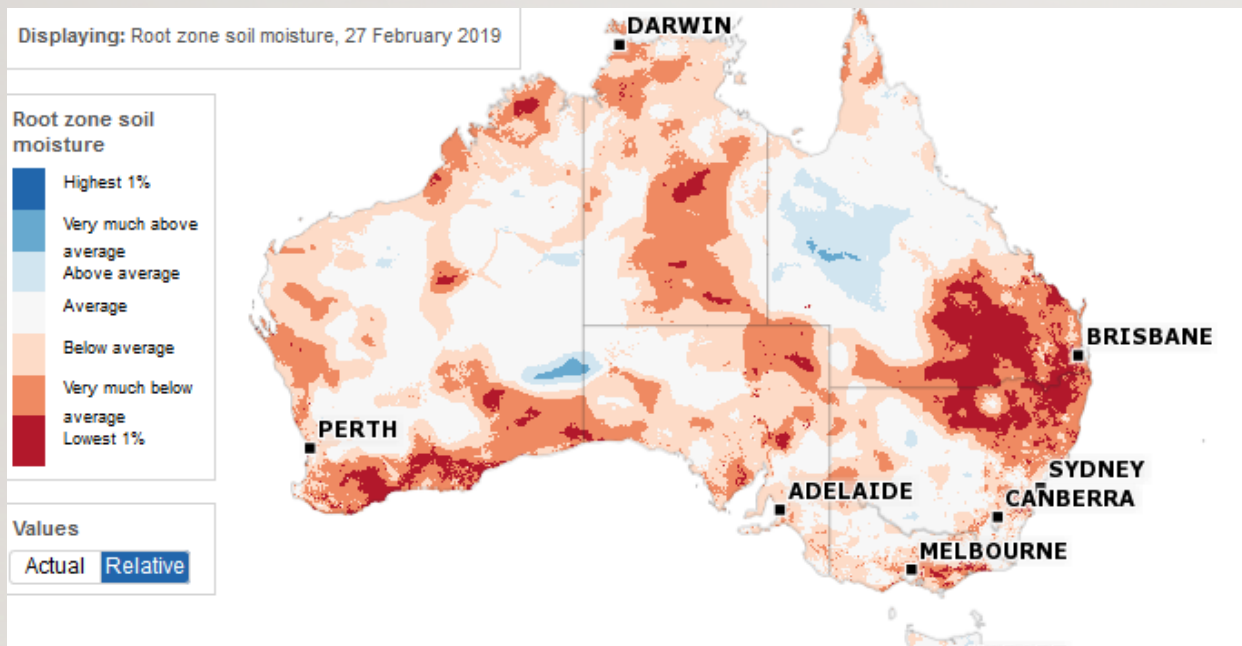 Displaying: Root zone soil moisture, 27 February 2019
Root zone soil
moisture
Highest 1%
Very much above
average
Above average
Average
Below average
Very much below
average
Lowest 1%
Values
Actual Relative
DARWIN
BRISBANE
PERTH
SYDNEY
ADELAIDE
CANBERRA
MELBOURNE